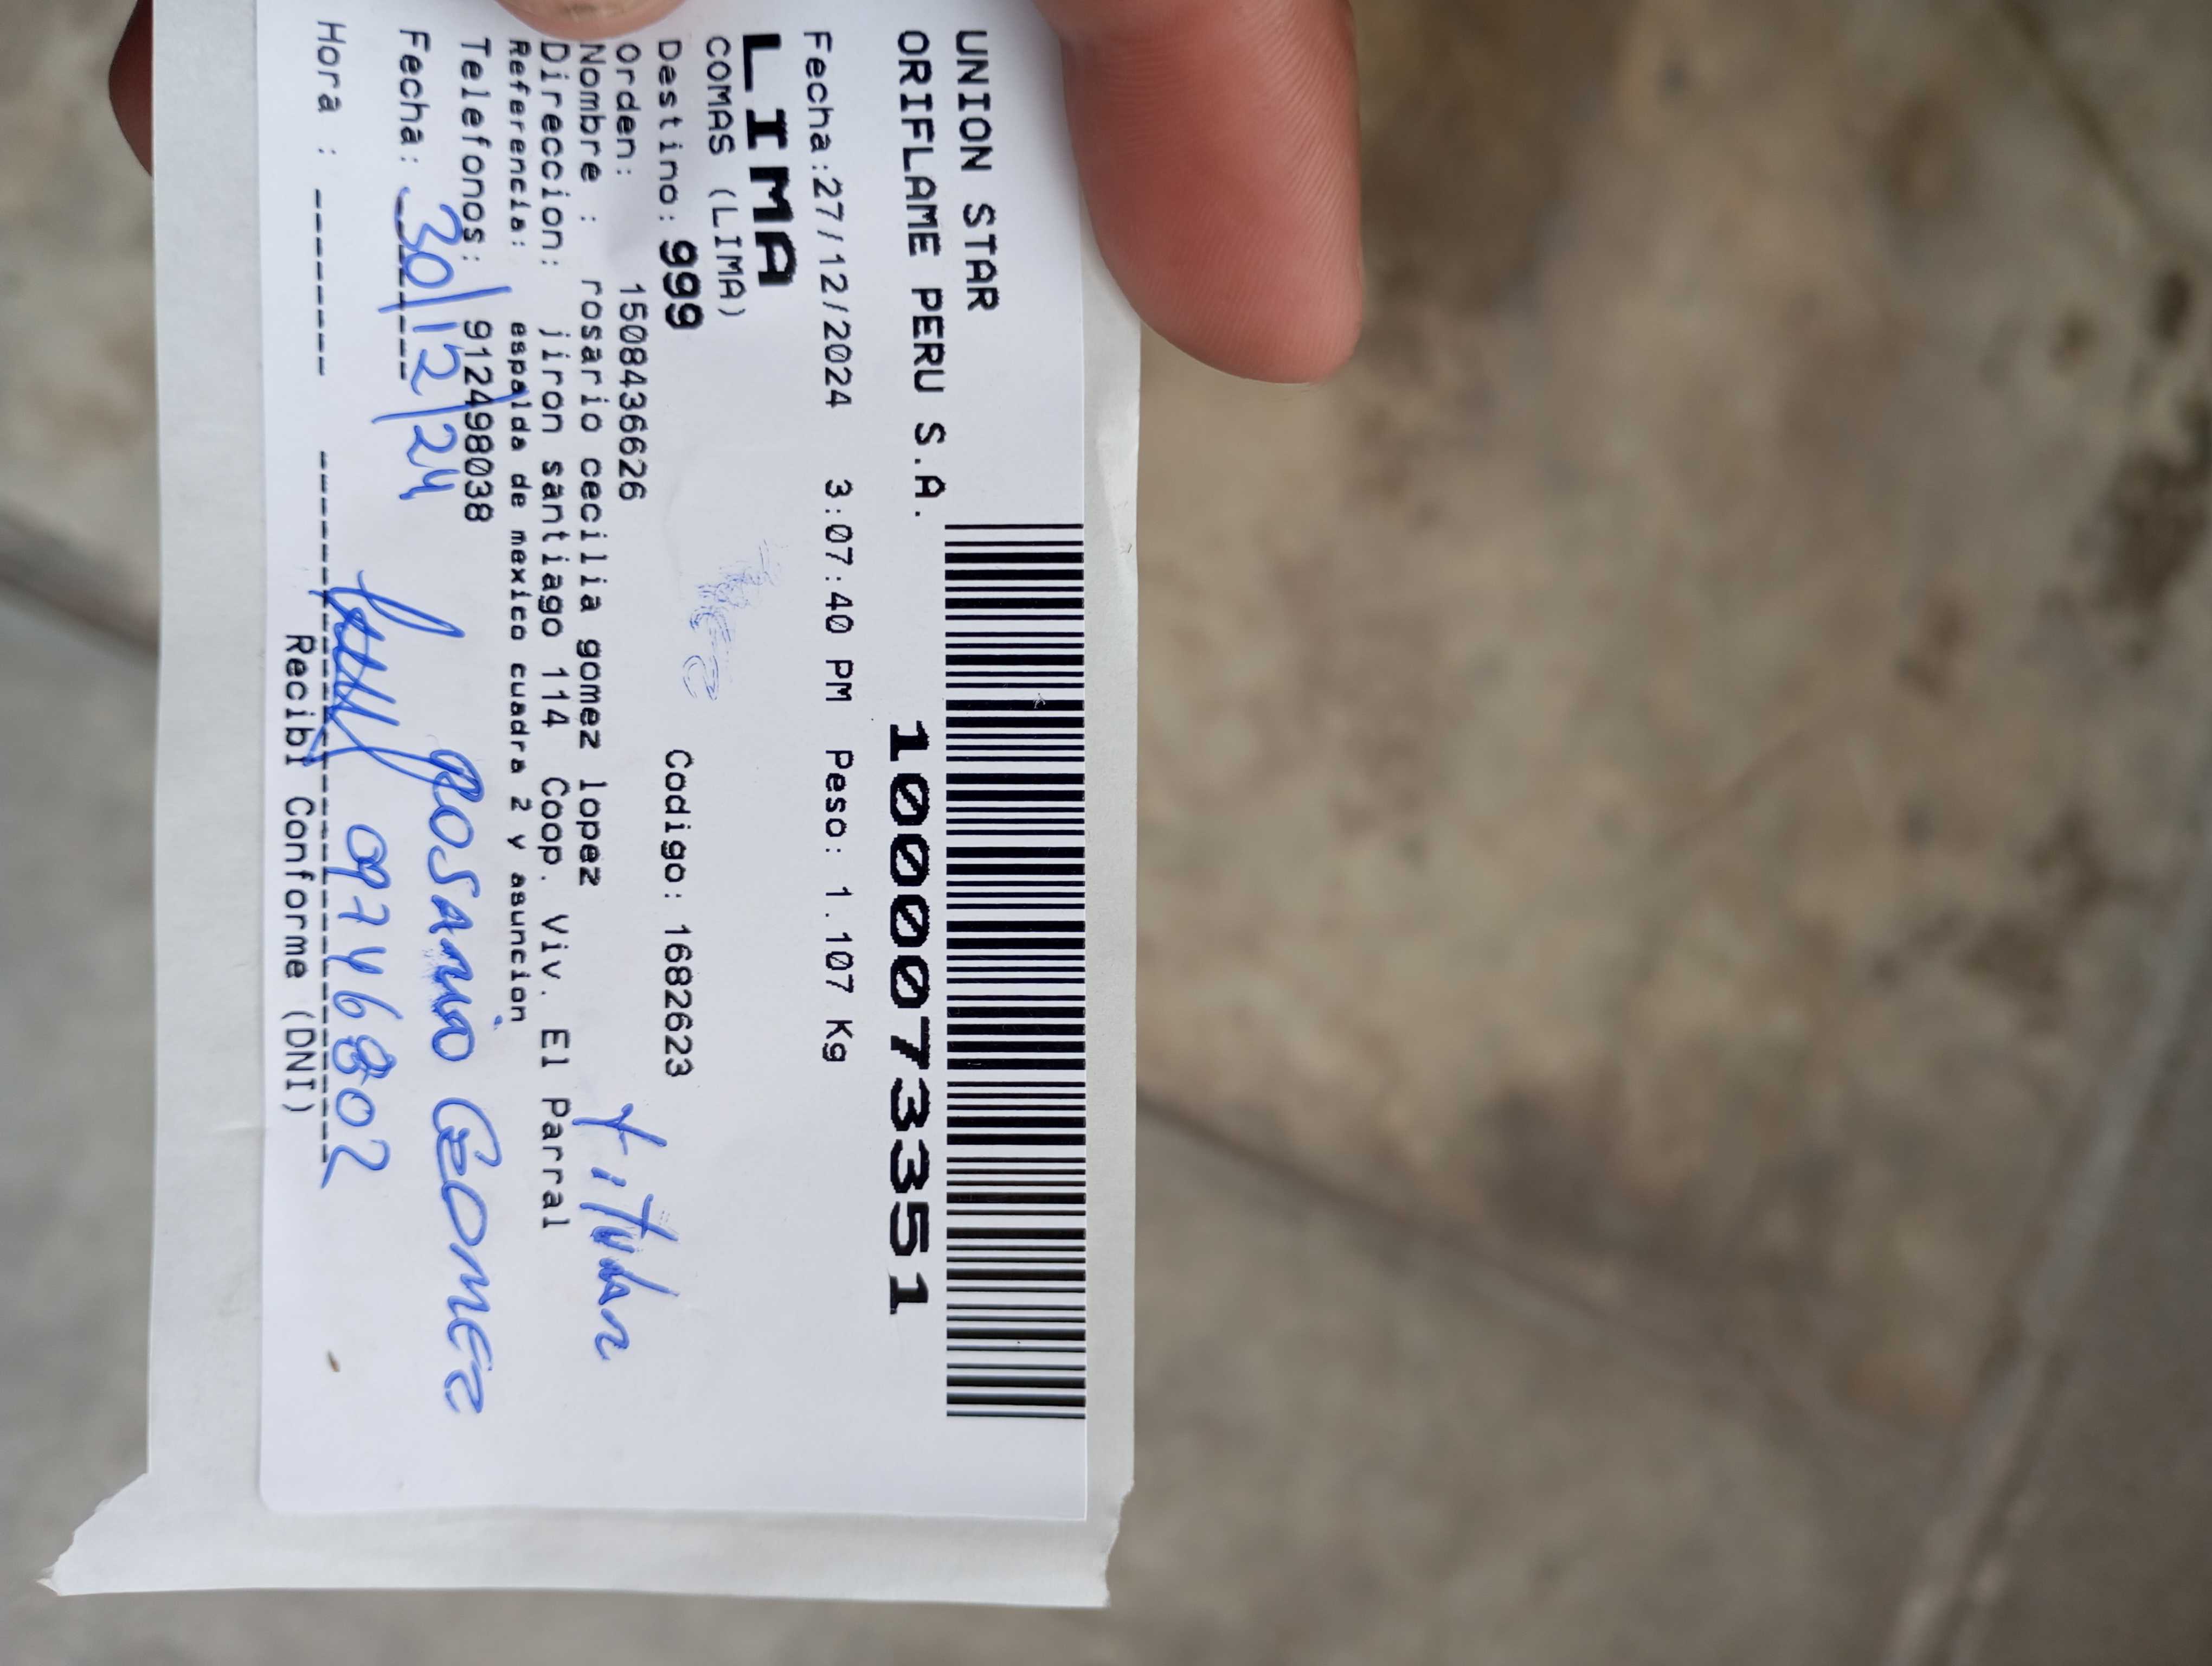 UNION STAR
ORIFLAME PERU S.A.
1000073351
Fecha:27/12/2024 3:07:40 PM Peso: 1.107 Kg
LIMA
COMAS (LIMA)
Destino: 999 Codigo: 1682623
Orden: 1508436626
Nombre : rosario cecilia gomez lopez
titular
Direccion: jiron santiago 114 Coop. Viv. El Parral
Referencia: espalda de mexico cuadra 2 y asuncion
Telefonos: 912498038
Fecha: 30/12/24 ROSARIO GOMEZ
09746802
Hora : ------- 
Recibi Conforme (DNI)